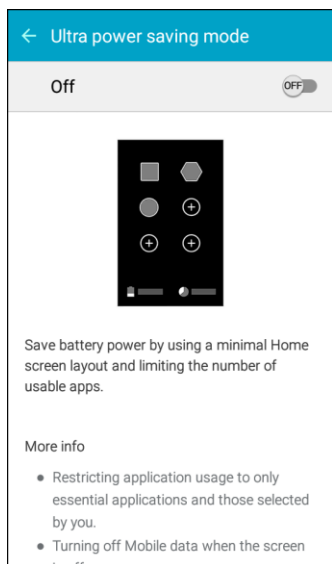 Ultra power saving mode
Off
OFF
Save battery power by using a minimal Home
screen layout and limiting the number of
usable apps.
More info
Restricting application usage to only
essential applications and those selected
by you.
Turning off Mobile data when the screen